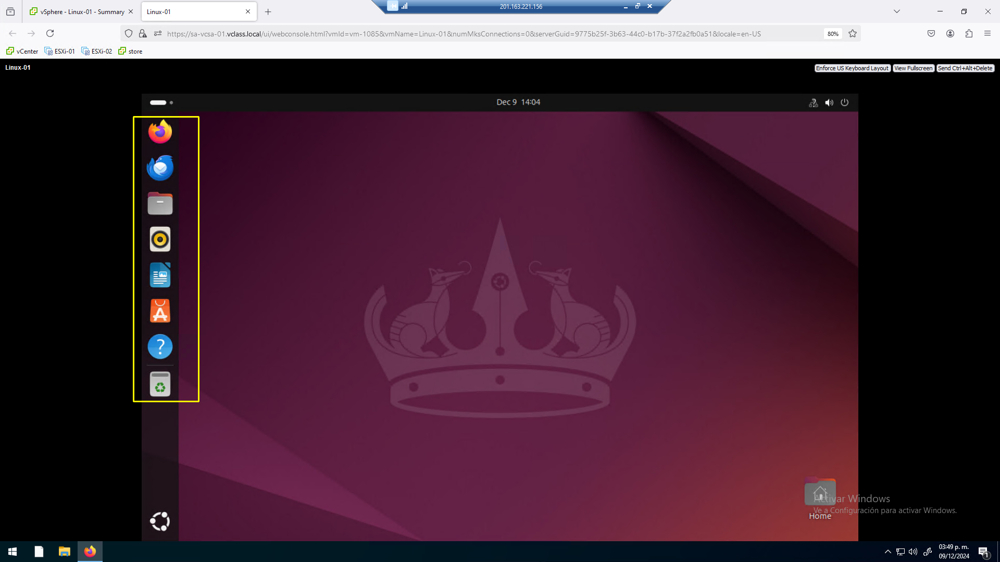 vSphere - Linux-01 - Summary
Linux-01
201.163.221.156
https://sa-vcsa-01.vclass.local/ui/webconsole.html?vmId=vm-1085&vmName=Linux-01&numMksConnections=0&serverGuid=9775b25f-3b63-44c0-b17b-37f2a2fb0a51&locale=en-US
80%
vCenter
ESXi-01
ESXi-02
store
Linux-01
Enforce US Keyboard Layout
View Fullscreen
Send Ctrl+Alt+Delete
Dec 9 14:04
?
A
?
Activar Windows
Ve a Configuración para activar Windows.
Home
03:49 p. m.
09/12/2024
1